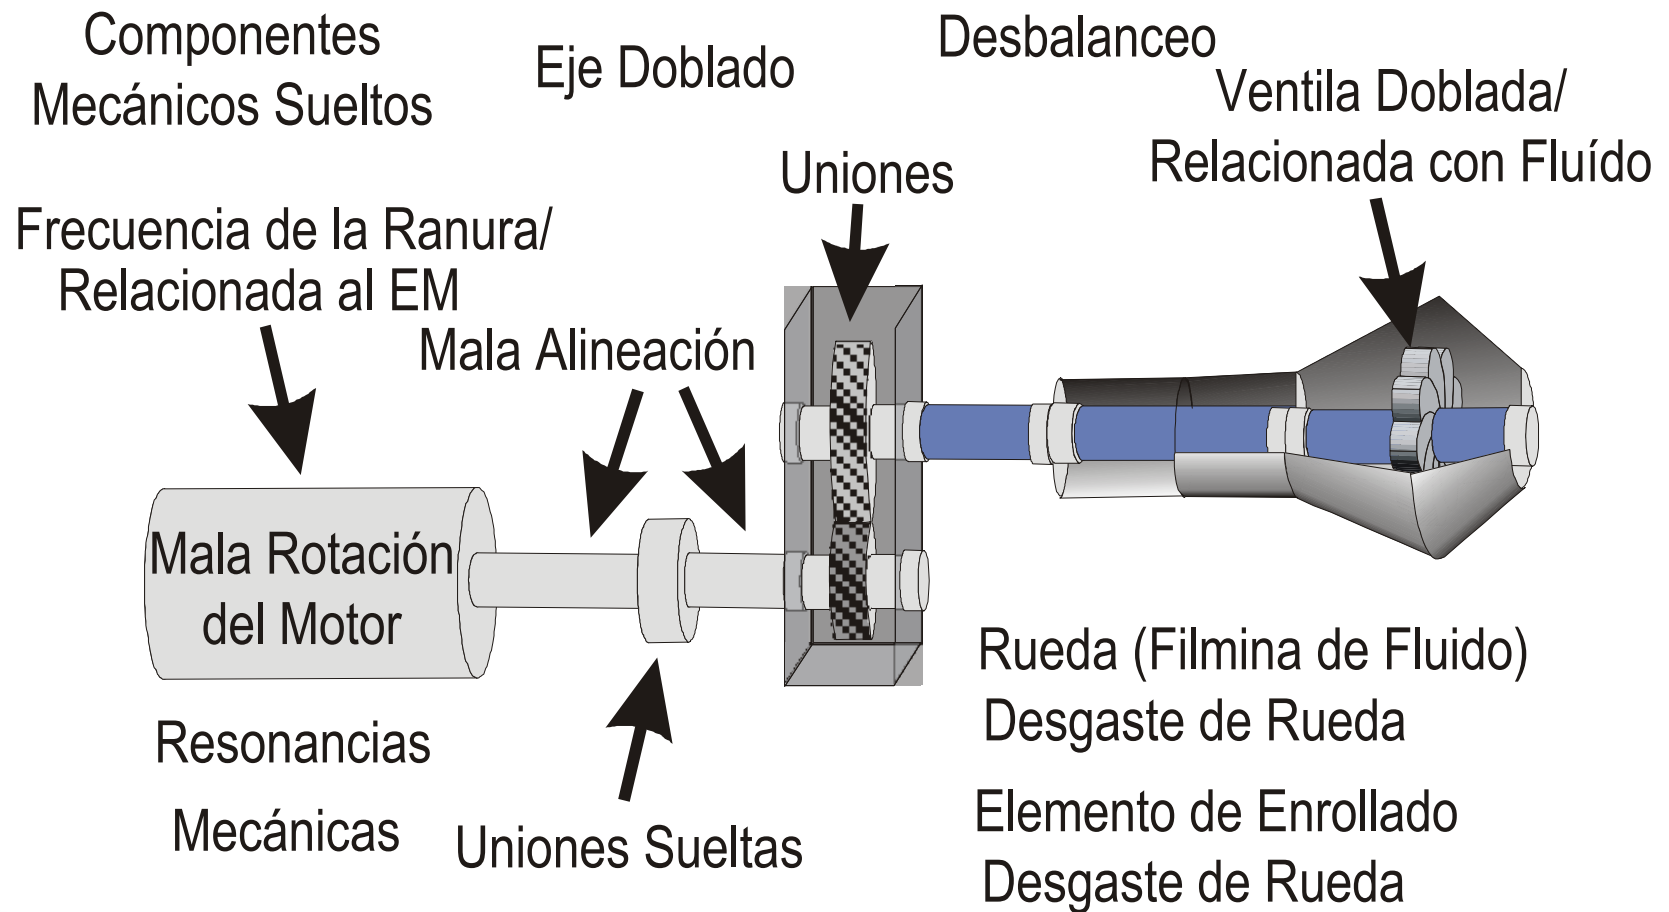 Componentes
Mecánicos Sueltos
Eje Doblado
Desbalanceo
Ventila Doblada/
Relacionada con Fluído
Uniones
Frecuencia de la Ranura/
Relacionada al EM
Mala Alineación
Mala Rotación
del Motor
Resonancias
Mecánicas
Uniones Sueltas
Rueda (Filmina de Fluido)
Desgaste de Rueda
Elemento de Enrollado
Desgaste de Rueda